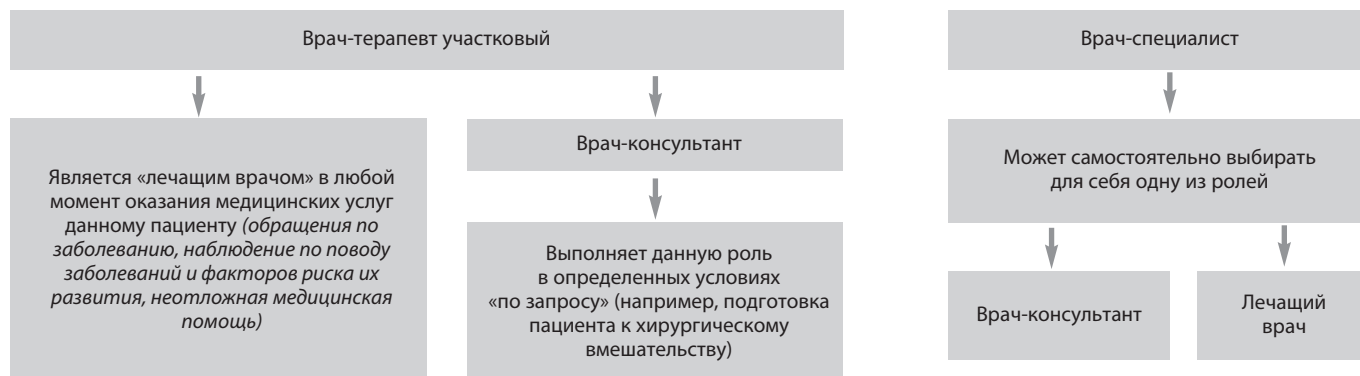 Врач-терапевт участковый
Является «лечащим врачом» в любой
момент оказания медицинских услуг
данному пациенту (обращения по
заболеванию, наблюдение по поводу
заболеваний и факторов риска их
развития, неотложная медицинская
помощь)
Врач-консультант
Выполняет данную роль
в определенных условиях
«по запросу» (например, подготовка
пациента к хирургическому
вмешательству)
Врач-специалист
Может самостоятельно выбирать
для себя одну из ролей
Врач-консультант
Лечащий
врач